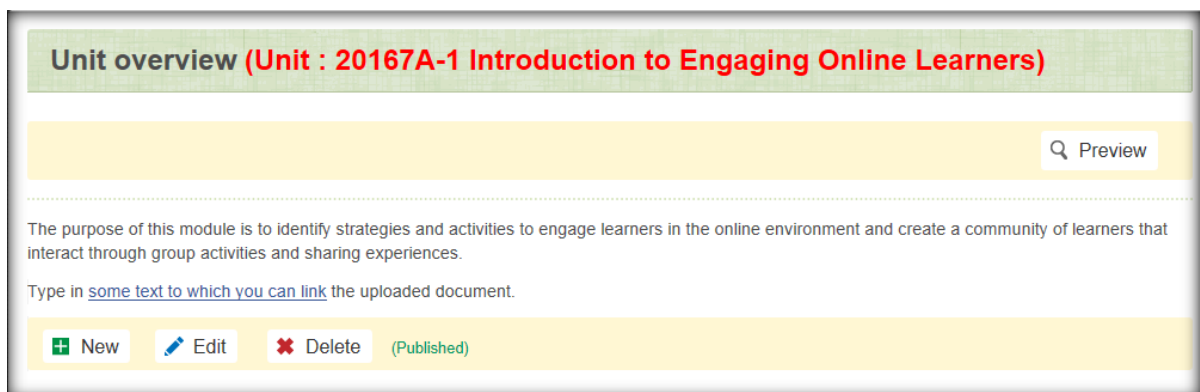 Unit overview (Unit : 20167A-1 Introduction to Engaging Online Learners)
Preview
The purpose of this module is to identify strategies and activities to engage learners in the online environment and create a community of learners that
interact through group activities and sharing experiences.
Type in some text to which you can link the uploaded document.
New Edit Delete (Published)